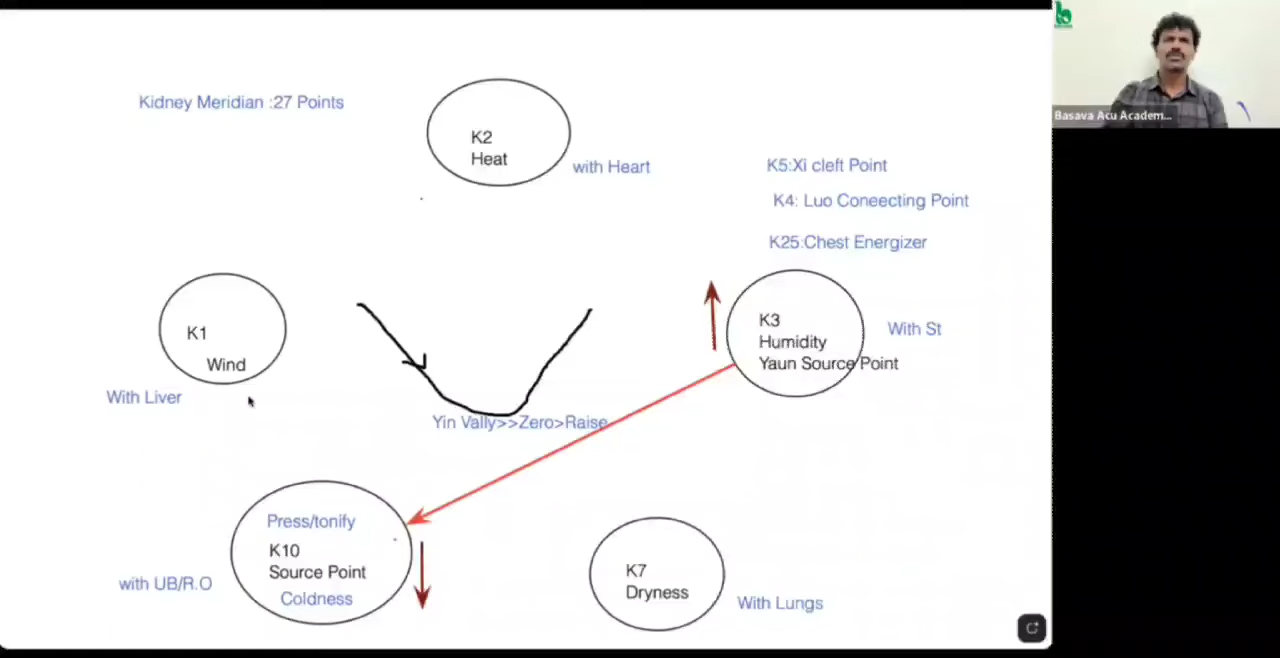 Kidney Meridian :27 Points
K2
Heat
with Heart
K5:Xi cleft Point
K4: Luo Coneecting Point
K25:Chest Energizer
K1
Wind
With Liver
K3
Humidity
Yaun Source Point
With St
Yin Vally>>Zero>Raise
Press/tonify
K10
Source Point
Coldness
with UB/R.O
K7
Dryness
With Lungs
Basava Acu Academ...